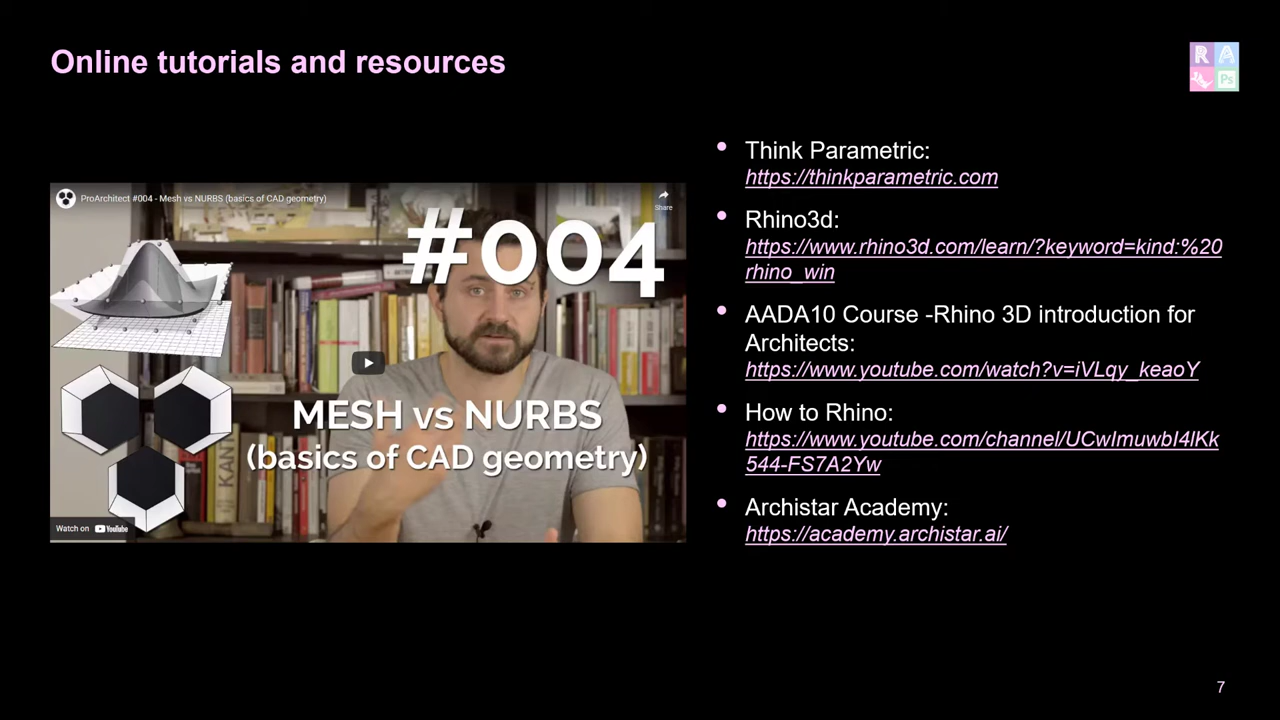 Online tutorials and resources
R A
Ps
ProArchitect #004 - Mesh vs NURBS (basics of CAD geometry)
Share
#004
KANT
MESH vs NURBS
(basics of CAD geometry)
Watch on YouTube
• Think Parametric:
https://thinkparametric.com
• Rhino3d:
https://www.rhino3d.com/learn/?keyword=kind:%20
rhino_win
• AADA10 Course -Rhino 3D introduction for
Architects:
https://www.youtube.com/watch?v=iVLqy_keaoY
• How to Rhino:
https://www.youtube.com/channel/UCwImuwbI4lKk
544-FS7A2Yw
• Archistar Academy:
https://academy.archistar.ai/
7